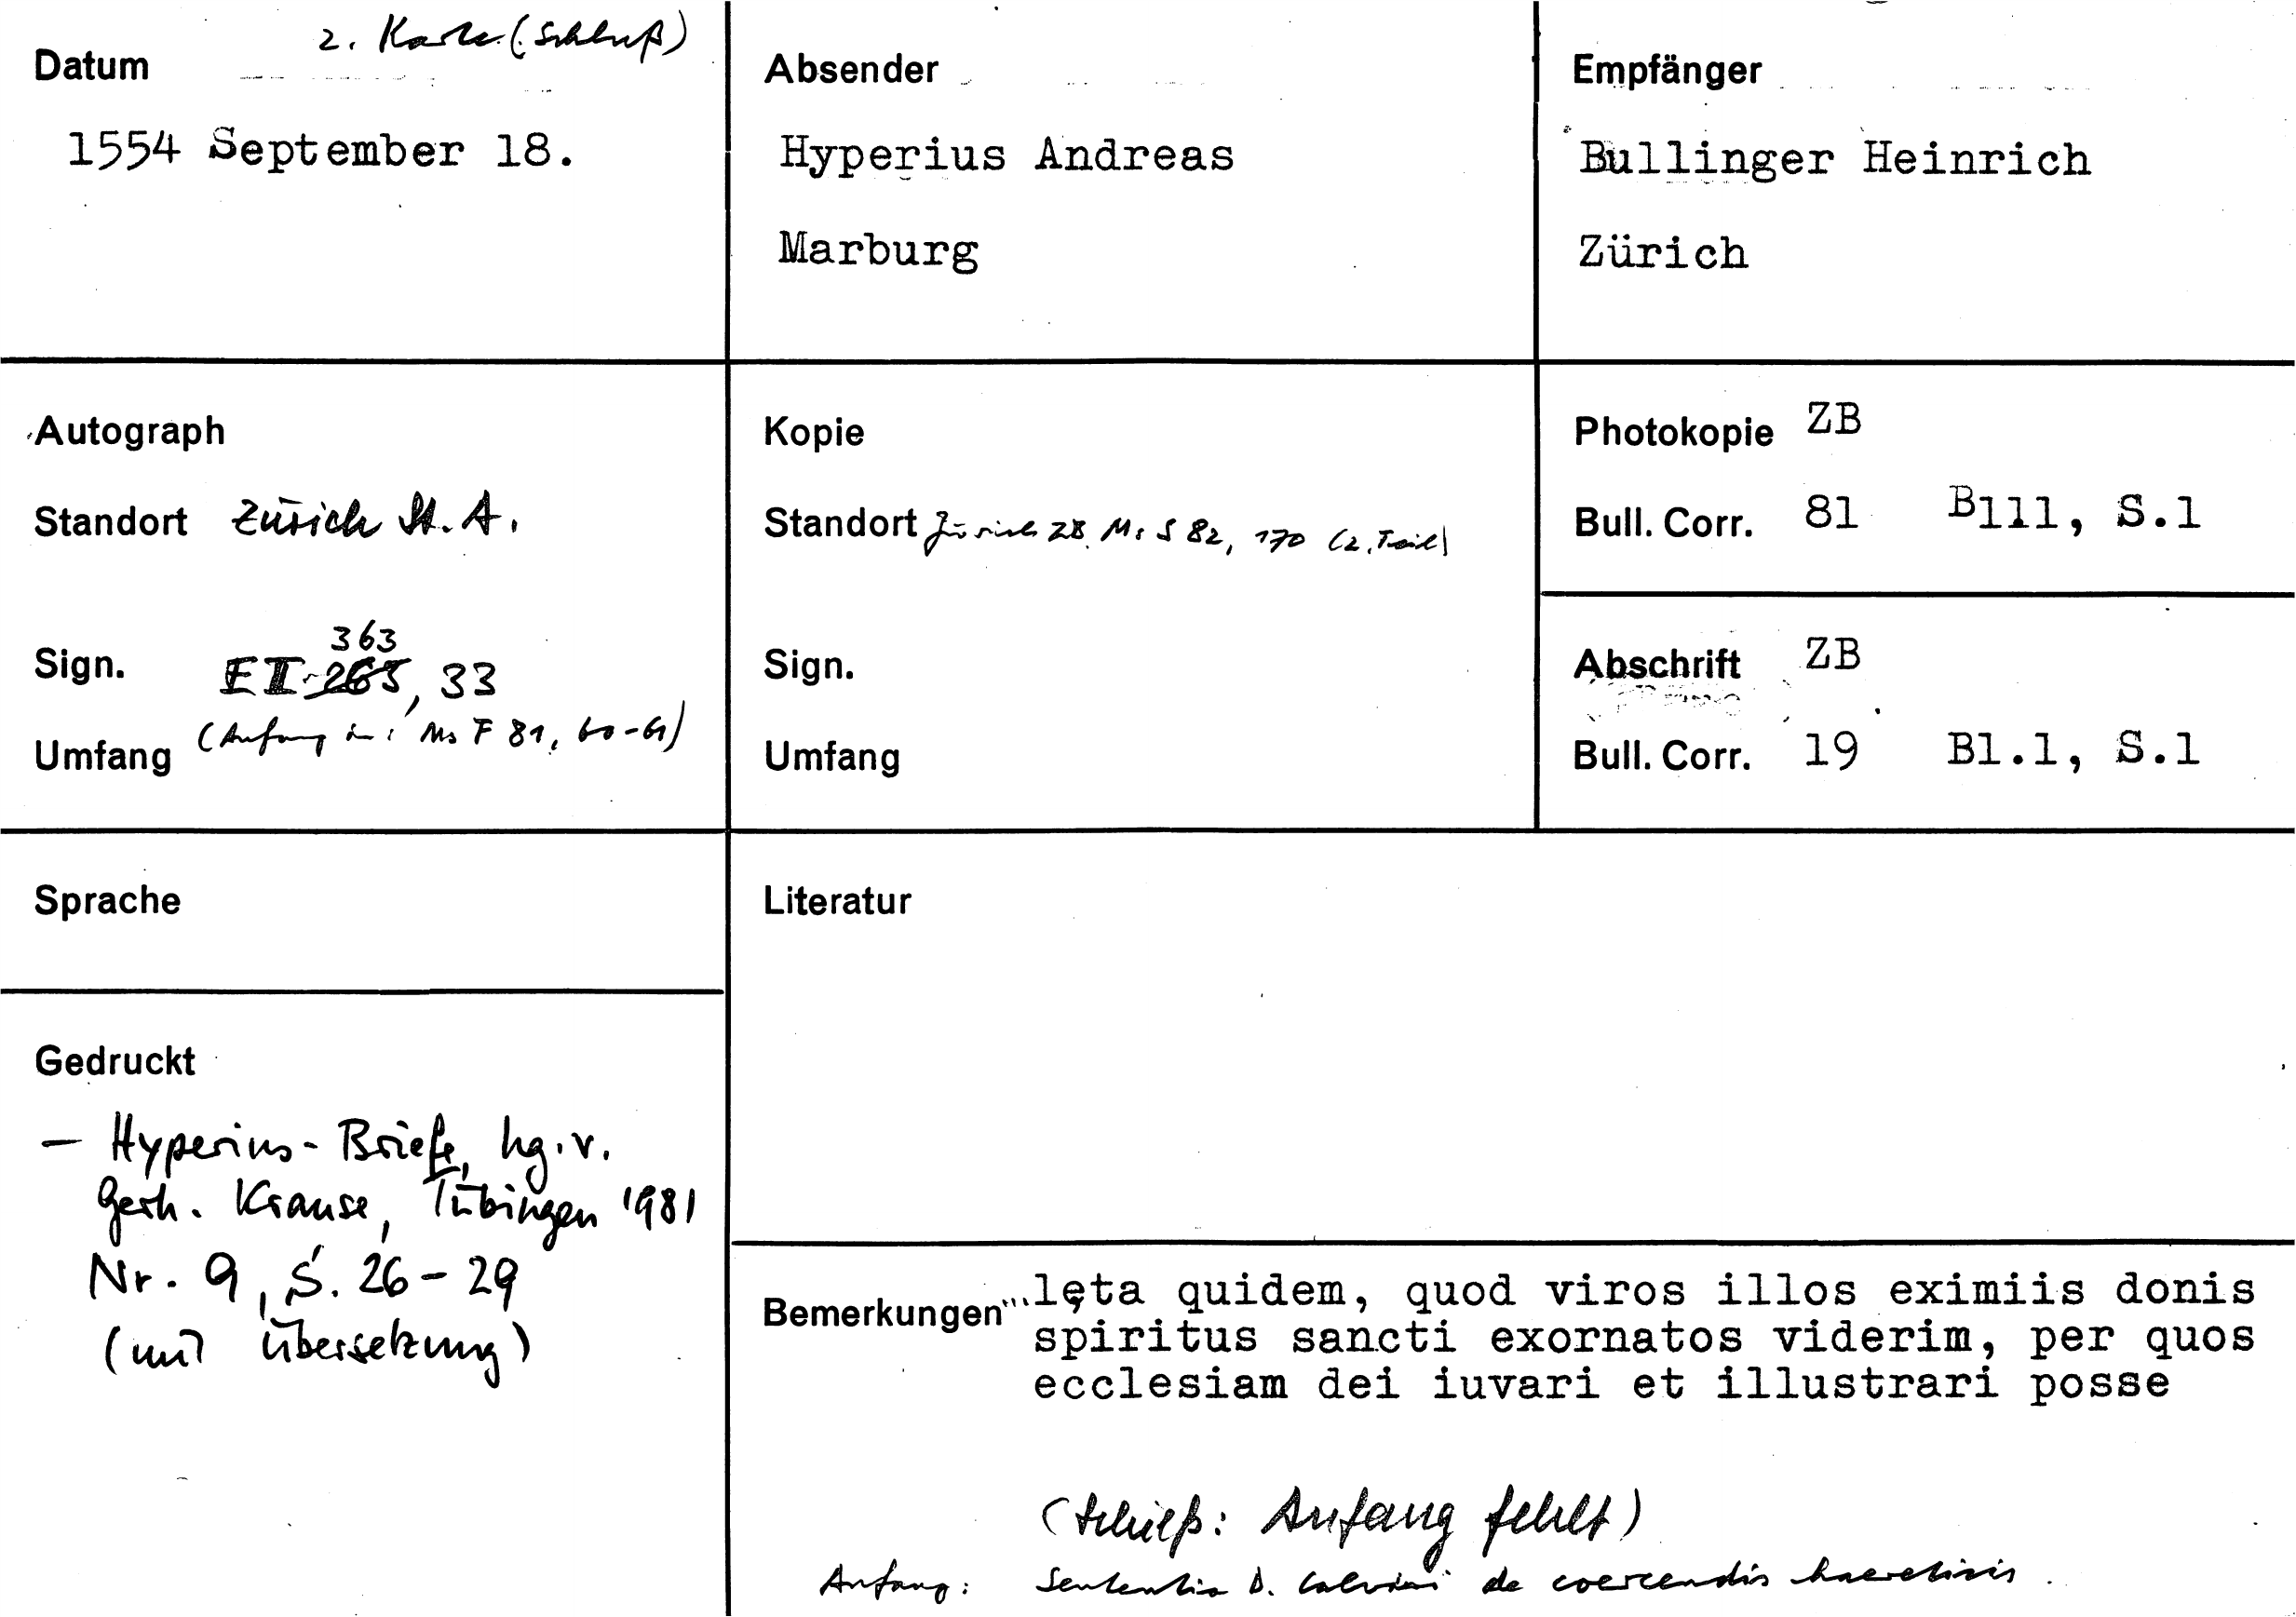 Datum
2. Karte (Schluß)
1554 September 18.
Absender
Hyperius Andreas
Marburg
Empfänger
Bullinger Heinrich
Zürich
Autograph
Standort Zürich St. A.
Sign. E II 265 363, 33
(Anfang in: Ms F 81, 60-61)
Umfang
Kopie
Standort Zürich ZB. Ms S 82, 170 (2. Teil)
Sign.
Umfang
Photokopie ZB
Bull. Corr. 81 B111, S.1
Abschrift ZB
Bull. Corr. 19 Bl.1, S.1
Sprache
Gedruckt
— Hyperius-Briefe, hg.v.
Gerh. Krause, Tübingen 1981
Nr. 9, S. 26-29
(mit Übersetzung)
Literatur
Bemerkungen ...lęta quidem, quod viros illos eximiis donis
spiritus sancti exornatos viderim, per quos
ecclesiam dei iuvari et illustrari posse
(Schieß: Anfang fehlt)
Anfang: Sententia D. Calvini de coercendis haereticis.